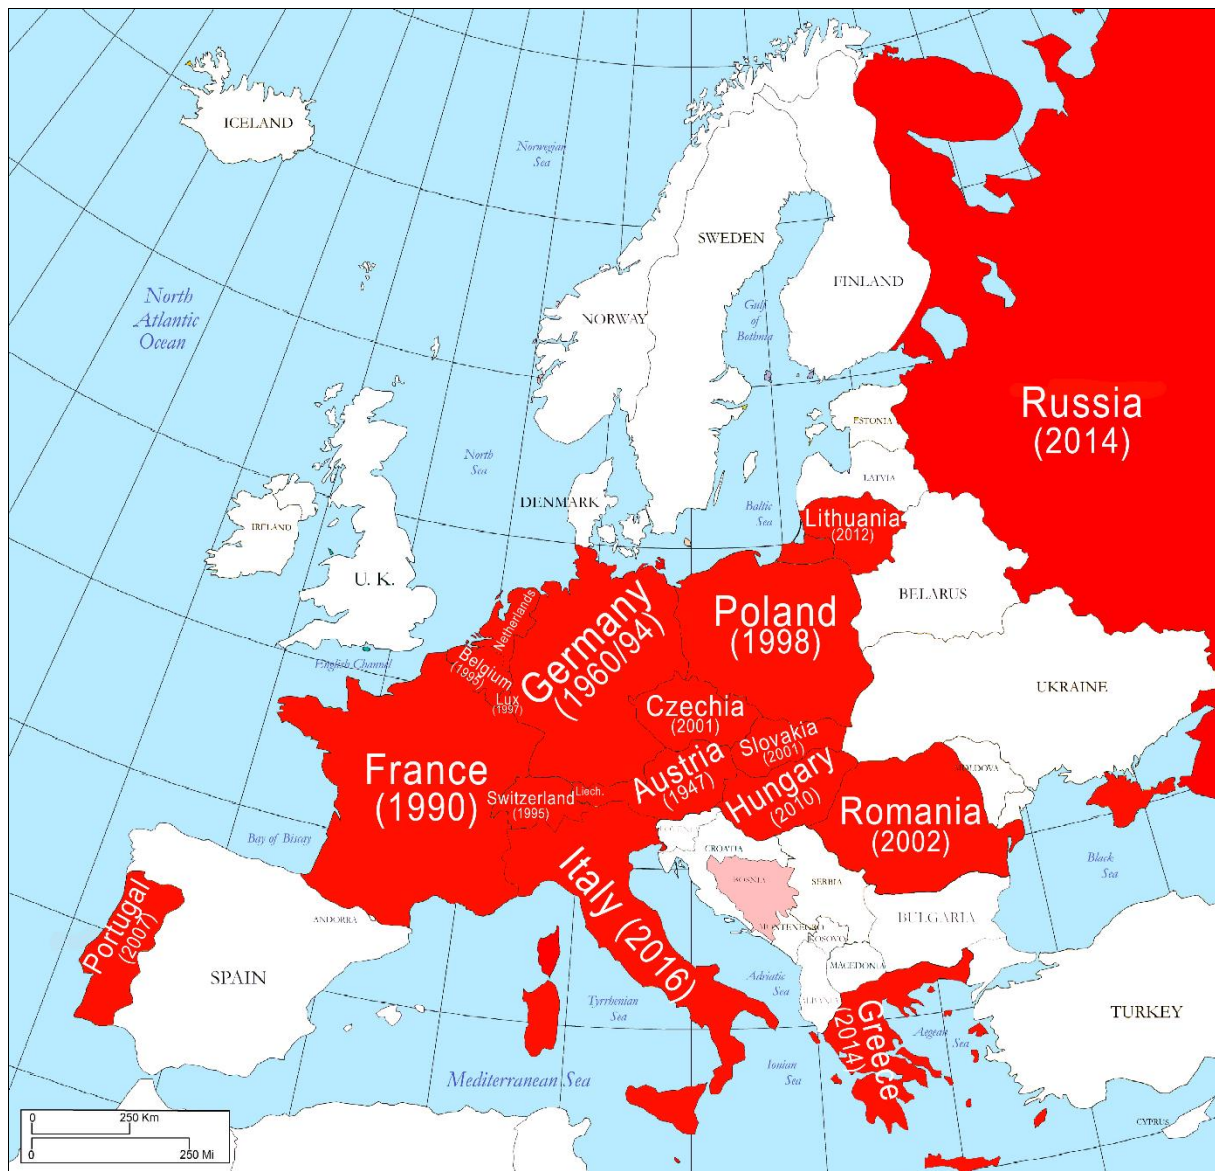 ICELAND
Norwegian
Sea
SWEDEN
FINLAND
NORWAY
Gulf
of
Bothnia
North
Atlantic
Ocean
Russia
(2014)
ESTONIA
North
Sea
LATVIA
DENMARK
Baltic
Sea
Lithuania
(2012)
IRELAND
U. K.
BELARUS
Netherlands
Germany
(1960/94)
Poland
(1998)
English Channel
Belgium
(1995)
Lux
(1997)
UKRAINE
Czechia
(2001)
Slovakia
(2001)
France
(1990)
Switzerland
(1995)
Liech.
Austria
(1947)
Hungary
(2010)
MOLDOVA
Romania
(2002)
Bay of Biscay
CROATIA
Black
Sea
BOSNIA
SERBIA
Italy (2016)
Portugal
(2007)
ANDORRA
MONTENEGRO
KOSOVO
BULGARIA
SPAIN
MACEDONIA
Adriatic
Sea
ALBANIA
Tyrrhenian
Sea
Greece
(2014)
Aegean
Sea
TURKEY
Ionian
Sea
Mediterranean Sea
CYPRUS
0 250 Km
0 250 Mi